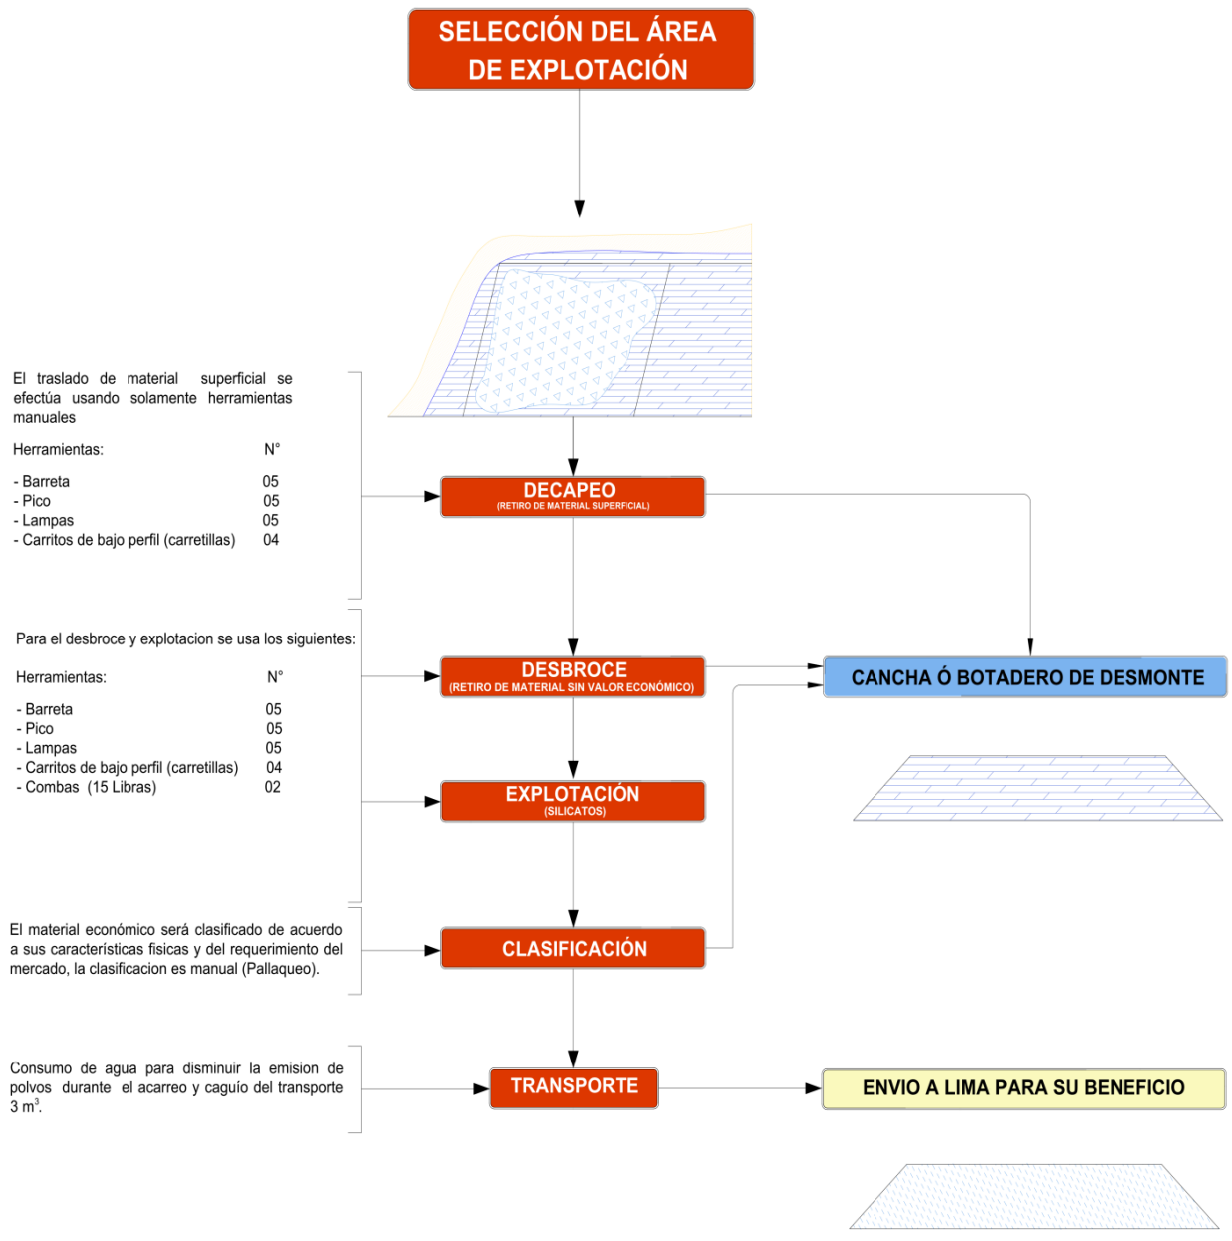 SELECCIÓN DEL ÁREA
DE EXPLOTACIÓN
El traslado de material superficial se
efectúa usando solamente herramientas
manuales
Herramientas: N°
- Barreta 05
- Pico 05
- Lampas 05
- Carritos de bajo perfil (carretillas) 04
DECAPEO
(RETIRO DE MATERIAL SUPERFICIAL)
Para el desbroce y explotacion se usa los siguientes:
Herramientas: N°
- Barreta 05
- Pico 05
- Lampas 05
- Carritos de bajo perfil (carretillas) 04
- Combas (15 Libras) 02
DESBROCE
(RETIRO DE MATERIAL SIN VALOR ECONÓMICO)
CANCHA Ó BOTADERO DE DESMONTE
EXPLOTACIÓN
(SILICATOS)
El material económico será clasificado de acuerdo
a sus características fisicas y del requerimiento del
mercado, la clasificacion es manual (Pallaqueo).
CLASIFICACIÓN
Consumo de agua para disminuir la emision de
polvos durante el acarreo y caguío del transporte
3 m³.
TRANSPORTE
ENVIO A LIMA PARA SU BENEFICIO